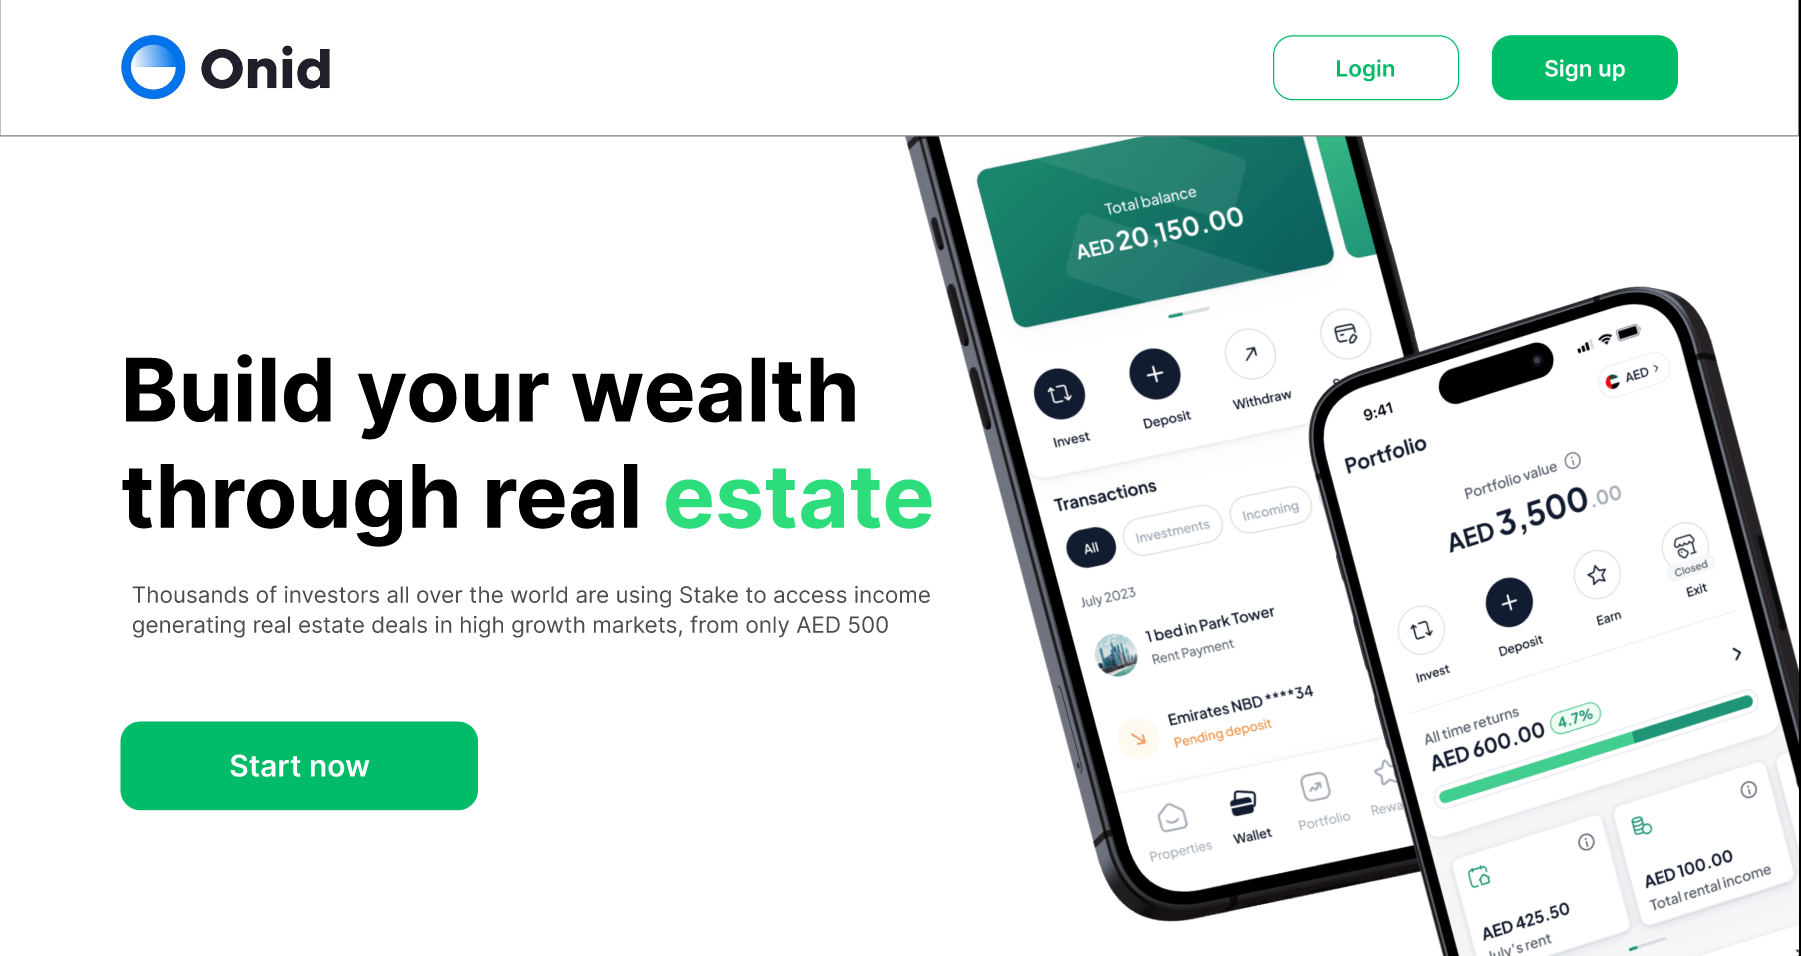 Onid
Login
Sign up
Build your wealth
through real estate
Thousands of investors all over the world are using Stake to access income
generating real estate deals in high growth markets, from only AED 500
Start now
Total balance
AED 20,150.00
Invest
Deposit
Withdraw
Transactions
All
Investments
Incoming
July 2023
1 bed in Park Tower
Rent Payment
Emirates NBD ****34
Pending deposit
Properties
Wallet
Portfolio
9:41
AED
Portfolio
Portfolio value
AED 3,500.00
Invest
Deposit
Earn
Closed
Exit
All time returns
AED 600.00 4.7%
AED 425.50
July's rent
AED 100.00
Total rental income